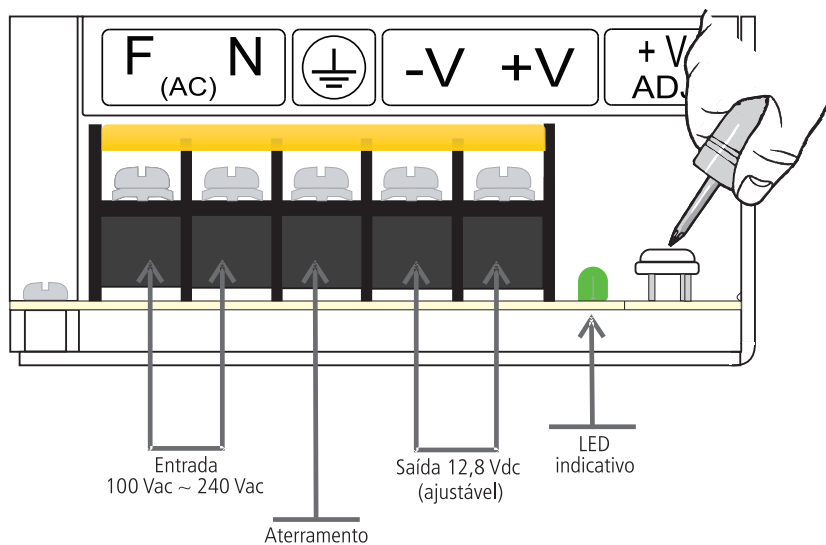 F N
(AC)
-V +V
+ V
ADJ
Entrada
100 Vac ~ 240 Vac
Aterramento
Saída 12,8 Vdc
(ajustável)
LED
indicativo